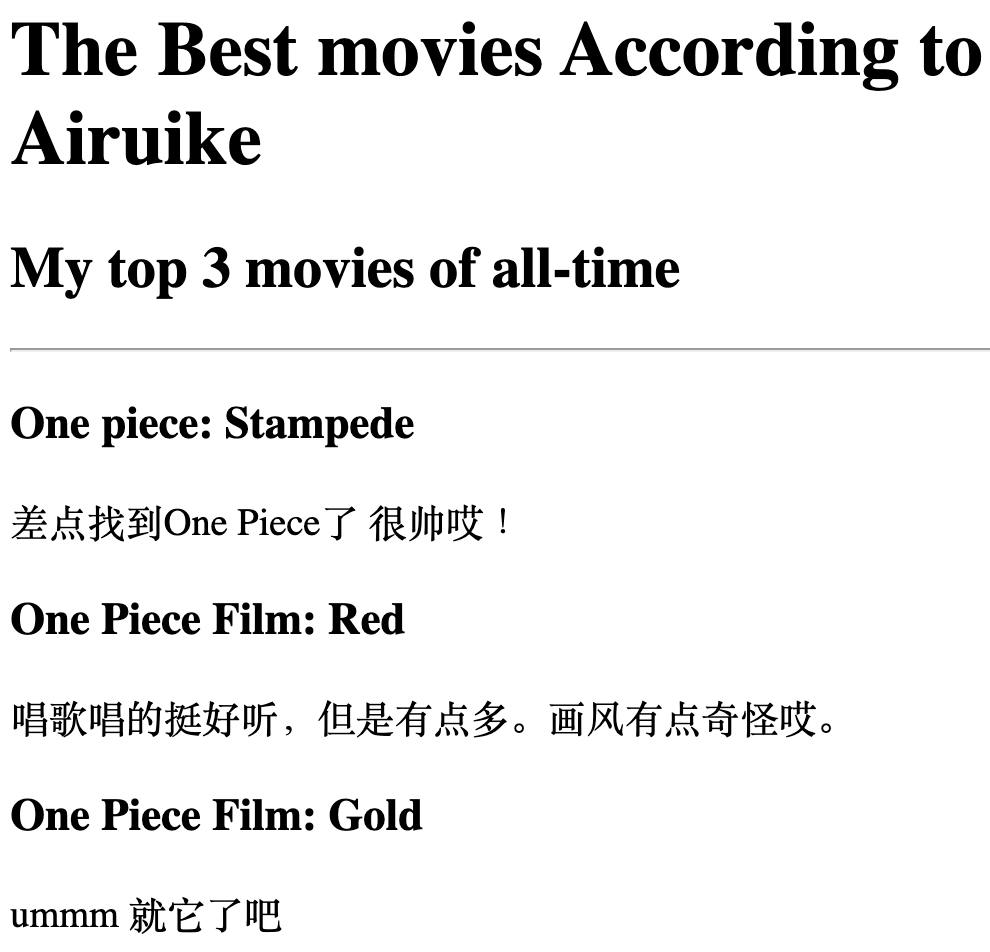 The Best movies According to
Airuike
My top 3 movies of all-time
One piece: Stampede
差点找到One Piece了 很帅哎！
One Piece Film: Red
唱歌唱的挺好听，但是有点多。画风有点奇怪哎。
One Piece Film: Gold
ummm 就它了吧